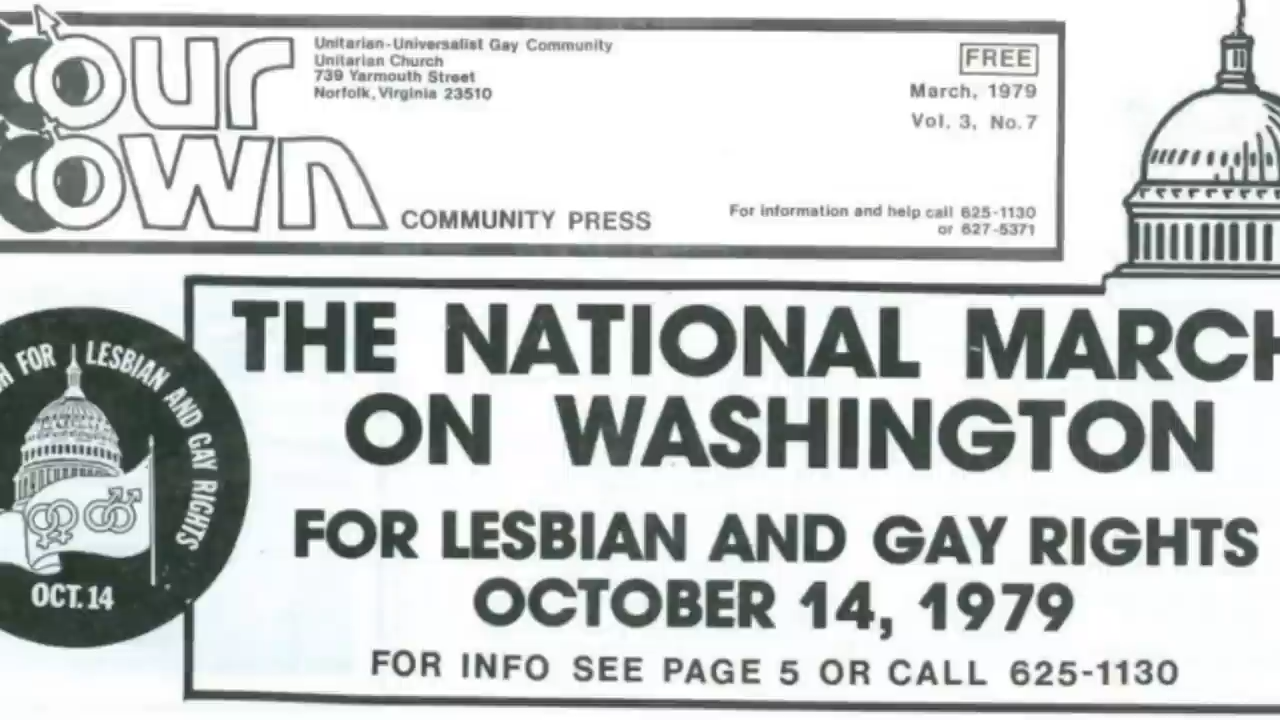 our
own
Unitarian-Universalist Gay Community
Unitarian Church
739 Yarmouth Street
Norfolk, Virginia 23510
FREE
March, 1979
Vol. 3, No. 7
COMMUNITY PRESS
For information and help call 625-1130
or 627-5371
FOR LESBIAN AND GAY RIGHTS
OCT. 14
THE NATIONAL MARCH
ON WASHINGTON
FOR LESBIAN AND GAY RIGHTS
OCTOBER 14, 1979
FOR INFO SEE PAGE 5 OR CALL 625-1130